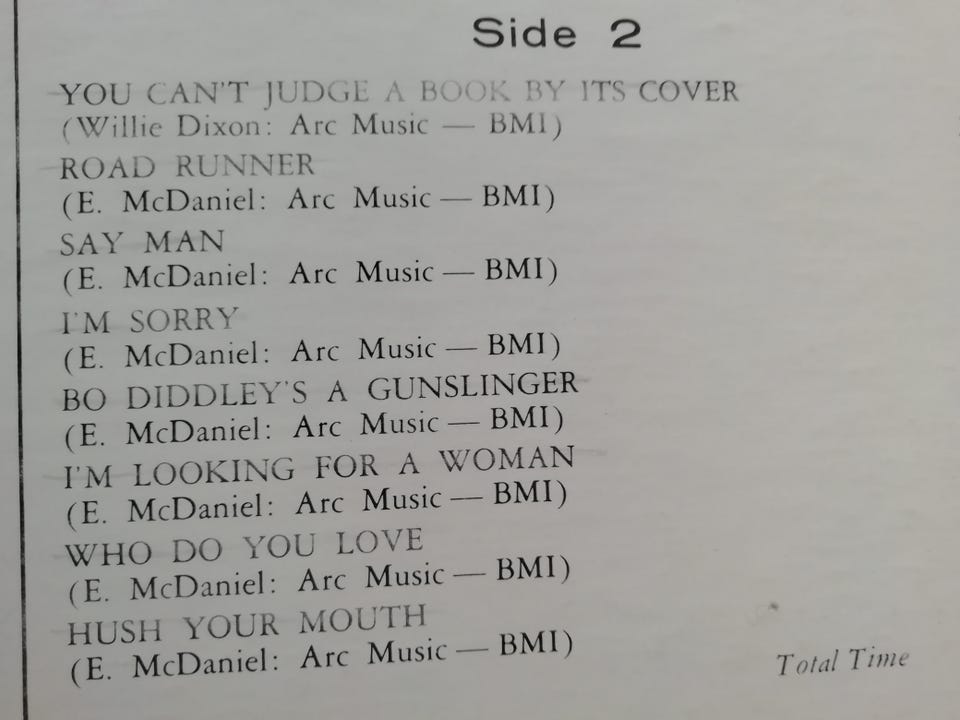 Side 2
YOU CAN'T JUDGE A BOOK BY ITS COVER
(Willie Dixon: Arc Music — BMI)
ROAD RUNNER
(E. McDaniel: Arc Music — BMI)
SAY MAN
(E. McDaniel: Arc Music — BMI)
I'M SORRY
(E. McDaniel: Arc Music — BMI)
BO DIDDLEY'S A GUNSLINGER
(E. McDaniel: Arc Music — BMI)
I'M LOOKING FOR A WOMAN
(E. McDaniel: Arc Music — BMI)
WHO DO YOU LOVE
(E. McDaniel: Arc Music — BMI)
HUSH YOUR MOUTH
(E. McDaniel: Arc Music — BMI)
Total Time